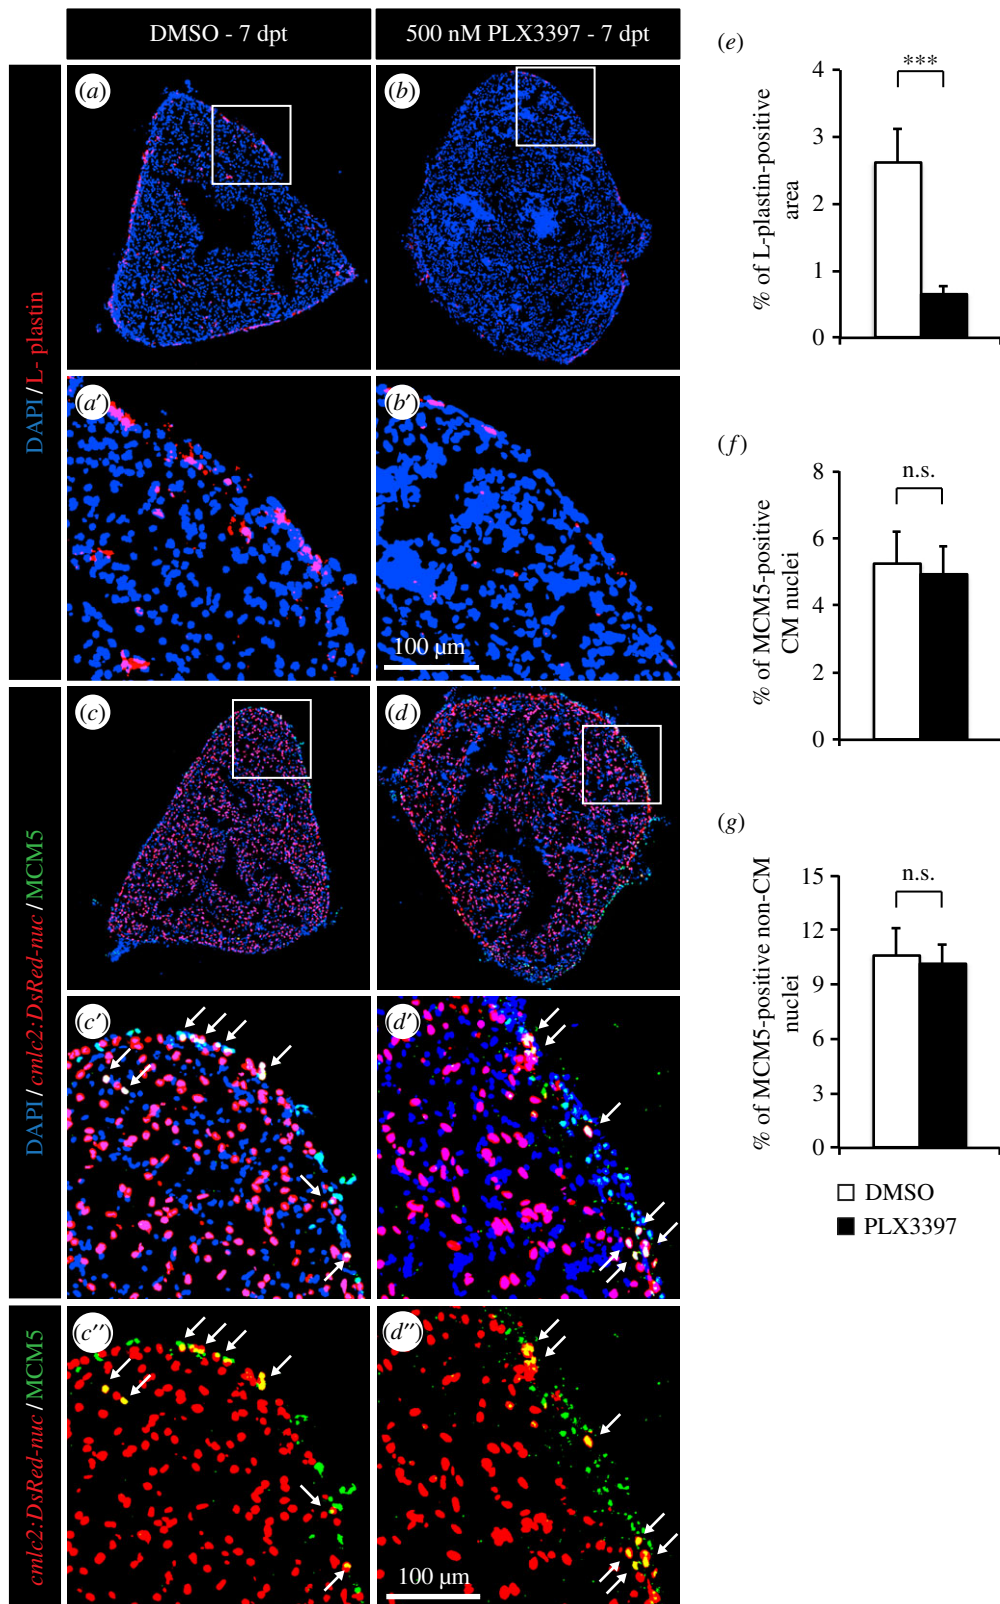 DMSO - 7 dpt
500 nM PLX3397 - 7 dpt
DAPI / L- plastin
(a)
(b)
(a′)
(b′)
100 µm
DAPI / cmlc2:DsRed-nuc / MCM5
(c)
(d)
(c′)
(d′)
cmlc2:DsRed-nuc / MCM5
(c′′)
(d′′)
100 µm
(e)
***
% of L-plastin-positive
area
4
3
2
1
0
(f)
n.s.
% of MCM5-positive
CM nuclei
8
6
4
2
0
(g)
n.s.
% of MCM5-positive non-CM
nuclei
15
12
9
6
3
0
DMSO
PLX3397